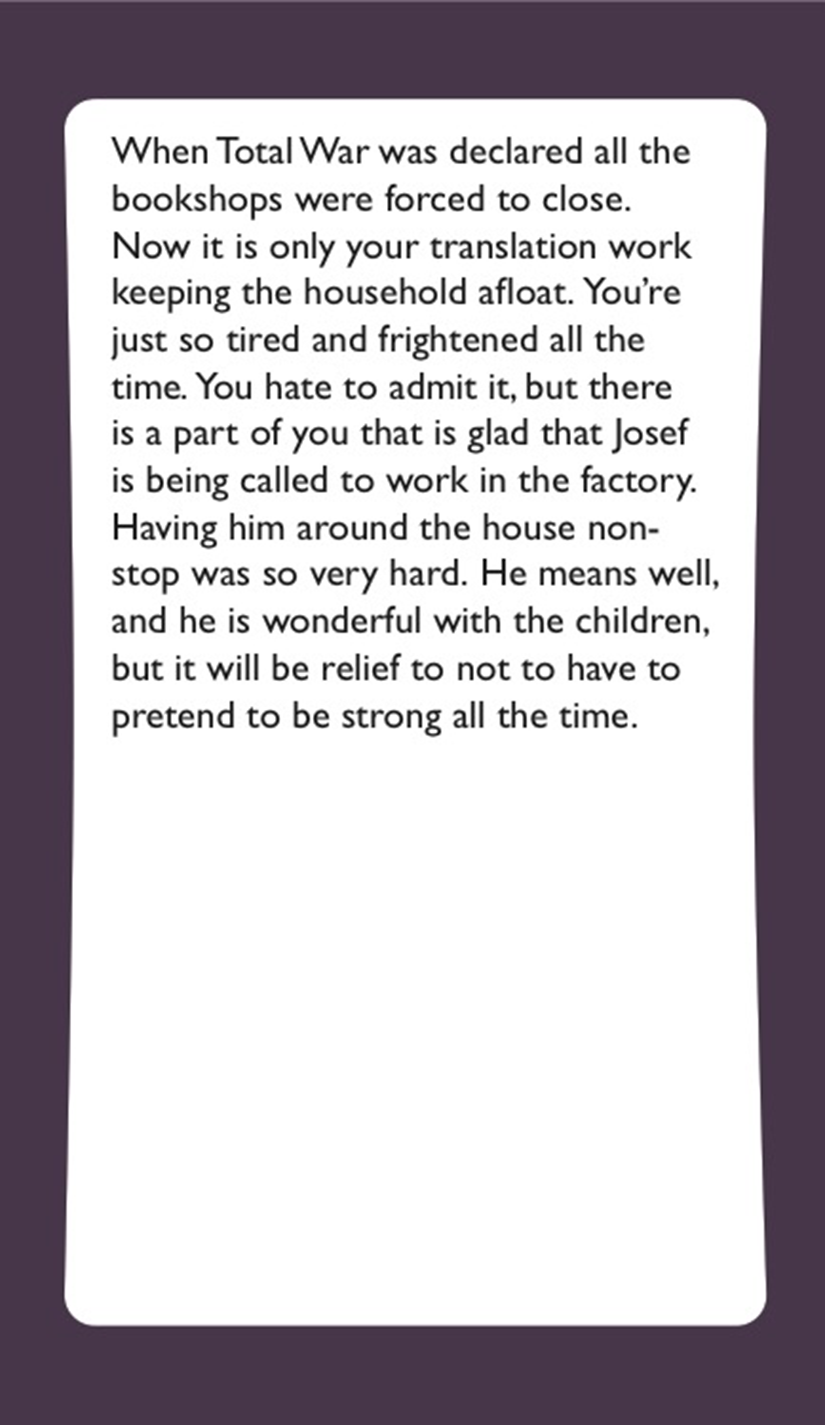 When Total War was declared all the
bookshops were forced to close.
Now it is only your translation work
keeping the household afloat. You’re
just so tired and frightened all the
time. You hate to admit it, but there
is a part of you that is glad that Josef
is being called to work in the factory.
Having him around the house non-
stop was so very hard. He means well,
and he is wonderful with the children,
but it will be relief to not to have to
pretend to be strong all the time.